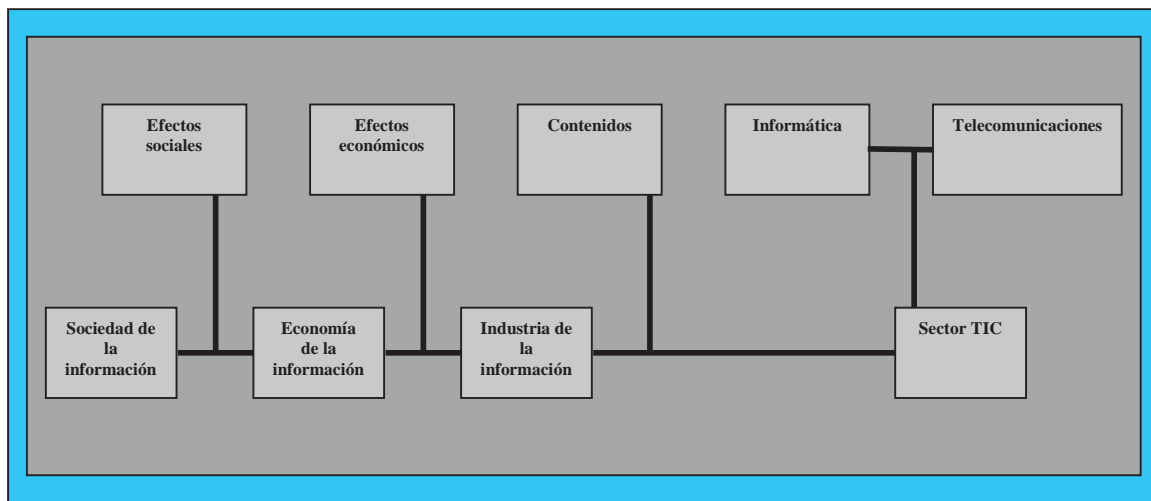 Efectos
sociales
Efectos
económicos
Contenidos
Informática
Telecomunicaciones
Sociedad de
la
información
Economía
de la
información
Industria de
la
información
Sector TIC